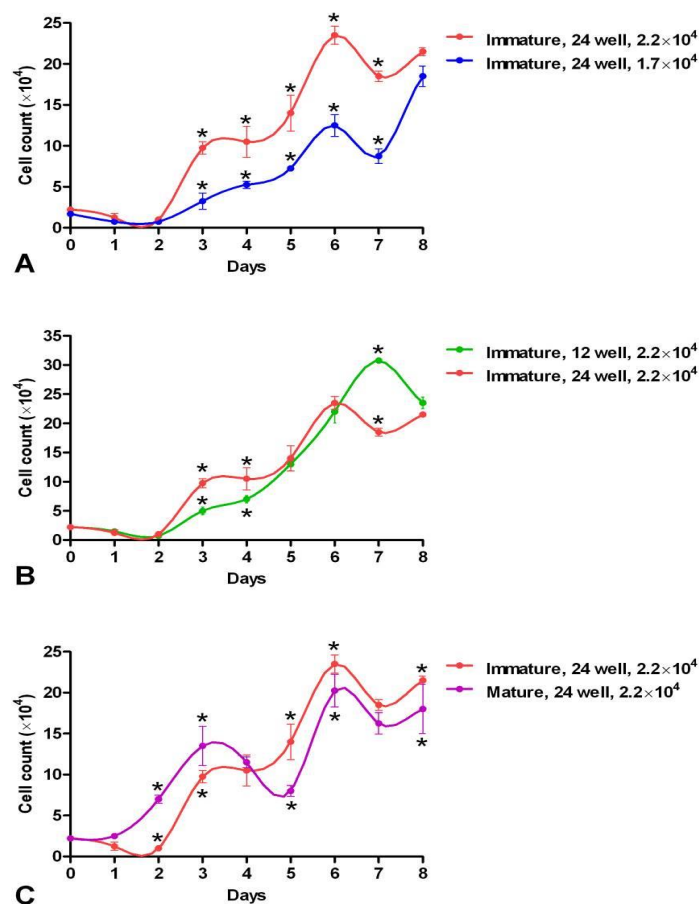 Cell count (×10⁴)
25
20
15
10
5
0
* * * * *
* * * * *
0 1 2 3 4 5 6 7 8
Days
A
Immature, 24 well, 2.2×10⁴
Immature, 24 well, 1.7×10⁴
Cell count (×10⁴)
35
30
25
20
15
10
5
0
* * *
* * *
0 1 2 3 4 5 6 7 8
Days
B
Immature, 12 well, 2.2×10⁴
Immature, 24 well, 2.2×10⁴
Cell count (×10⁴)
25
20
15
10
5
0
* * * * *
* * * * *
0 1 2 3 4 5 6 7 8
Days
C
Immature, 24 well, 2.2×10⁴
Mature, 24 well, 2.2×10⁴